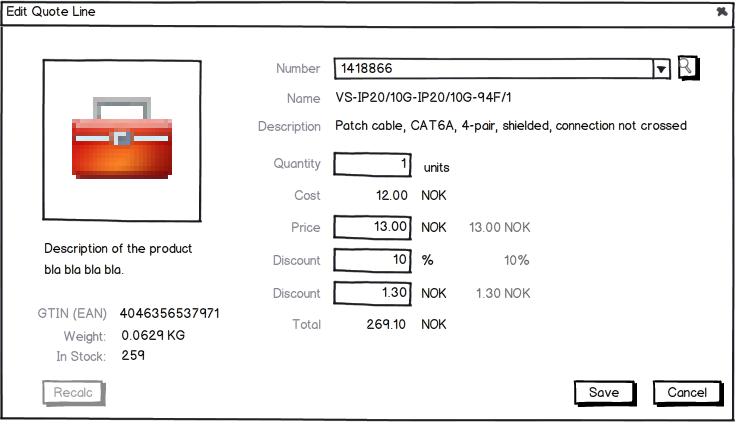 Edit Quote Line
Number 1418866
Name VS-IP20/10G-IP20/10G-94F/1
Description Patch cable, CAT6A, 4-pair, shielded, connection not crossed
Quantity 1 units
Cost 12.00 NOK
Price 13.00 NOK 13.00 NOK
Discount 10 % 10%
Discount 1.30 NOK 1.30 NOK
Total 269.10 NOK
Description of the product
bla bla bla bla.
GTIN (EAN) 4046356537971
Weight: 0.0629 KG
In Stock: 259
Recalc
Save
Cancel